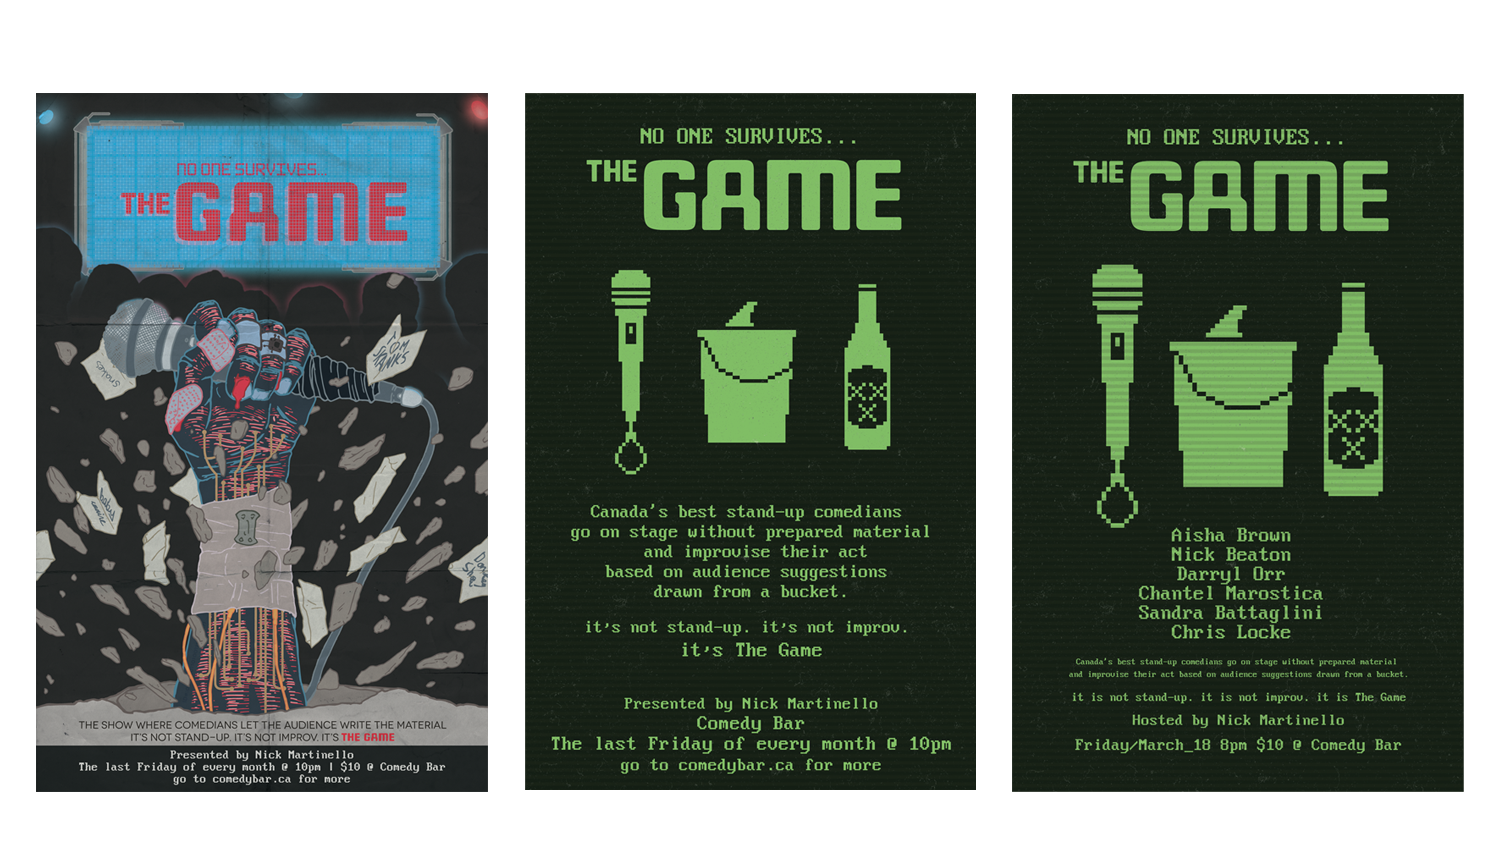 NO ONE SURVIVES...
THE GAME
snakes
TOM
HANKS
THE SHOW WHERE COMEDIANS LET THE AUDIENCE WRITE THE MATERIAL
IT'S NOT STAND-UP. IT'S NOT IMPROV. IT'S THE GAME
Presented by Nick Martinello
The last Friday of every month @ 10pm | $10 @ Comedy Bar
go to comedybar.ca for more
NO ONE SURVIVES...
THE GAME
Canada's best stand-up comedians
go on stage without prepared material
and improvise their act
based on audience suggestions
drawn from a bucket.
it's not stand-up. it's not improv.
it's The Game
Presented by Nick Martinello
Comedy Bar
The last Friday of every month @ 10pm
go to comedybar.ca for more
NO ONE SURVIVES...
THE GAME
Aisha Brown
Nick Beaton
Darryl Orr
Chantel Marostica
Sandra Battaglini
Chris Locke
Canada's best stand-up comedians go on stage without prepared material
and improvise their act based on audience suggestions drawn from a bucket.
it is not stand-up. it is not improv. it is The Game
Hosted by Nick Martinello
Friday/March_18 8pm $10 @ Comedy Bar